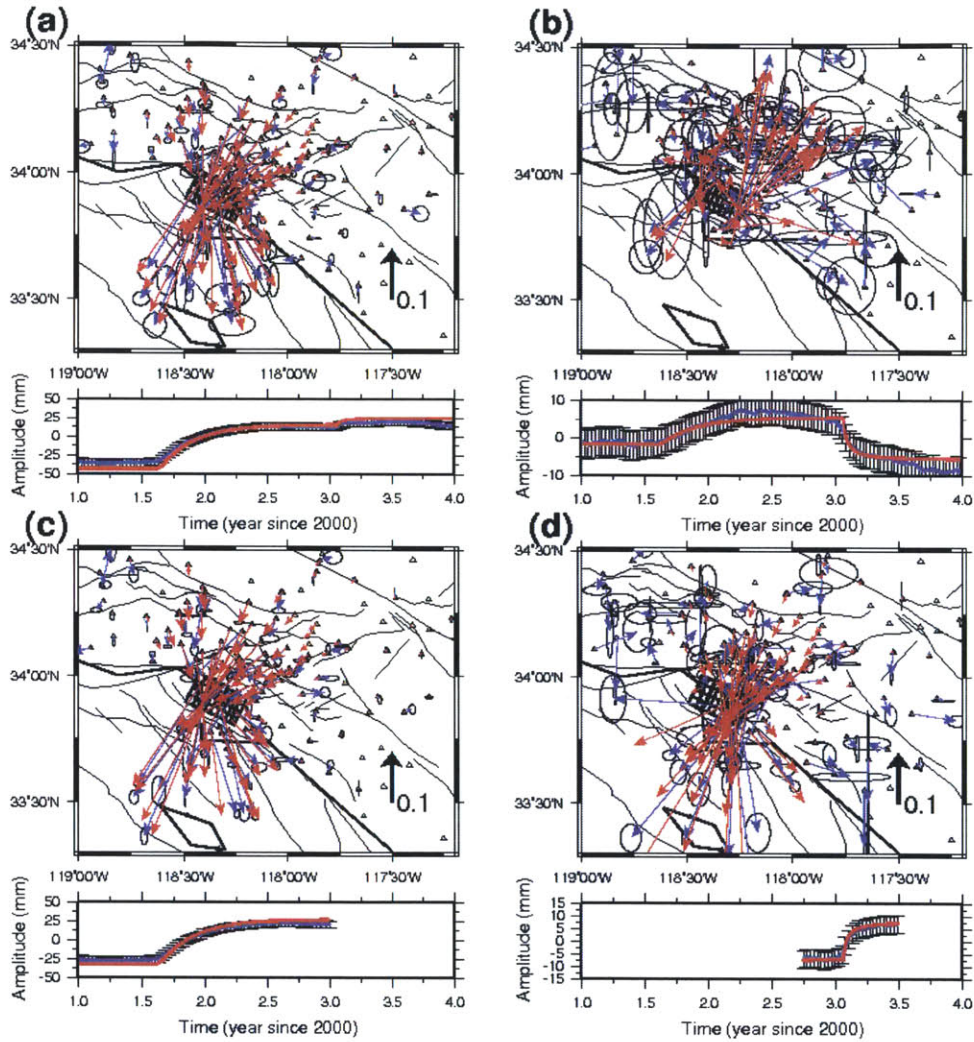 (a)
(b)
34˚30'N
34˚30'N
34˚00'N
34˚00'N
33˚30'N
33˚30'N
0.1
0.1
119˚00'W 118˚30'W 118˚00'W 117˚30'W
119˚00'W 118˚30'W 118˚00'W 117˚30'W
Amplitude (mm)
50
25
0
-25
-50
1.0 1.5 2.0 2.5 3.0 3.5 4.0
Time (year since 2000)
Amplitude (mm)
10
0
-10
1.0 1.5 2.0 2.5 3.0 3.5 4.0
Time (year since 2000)
(c)
(d)
34˚30'N
34˚30'N
34˚00'N
34˚00'N
33˚30'N
33˚30'N
0.1
0.1
119˚00'W 118˚30'W 118˚00'W 117˚30'W
119˚00'W 118˚30'W 118˚00'W 117˚30'W
Amplitude (mm)
50
25
0
-25
-50
1.0 1.5 2.0 2.5 3.0 3.5 4.0
Time (year since 2000)
Amplitude (mm)
15
10
5
0
-5
-10
-15
1.0 1.5 2.0 2.5 3.0 3.5 4.0
Time (year since 2000)